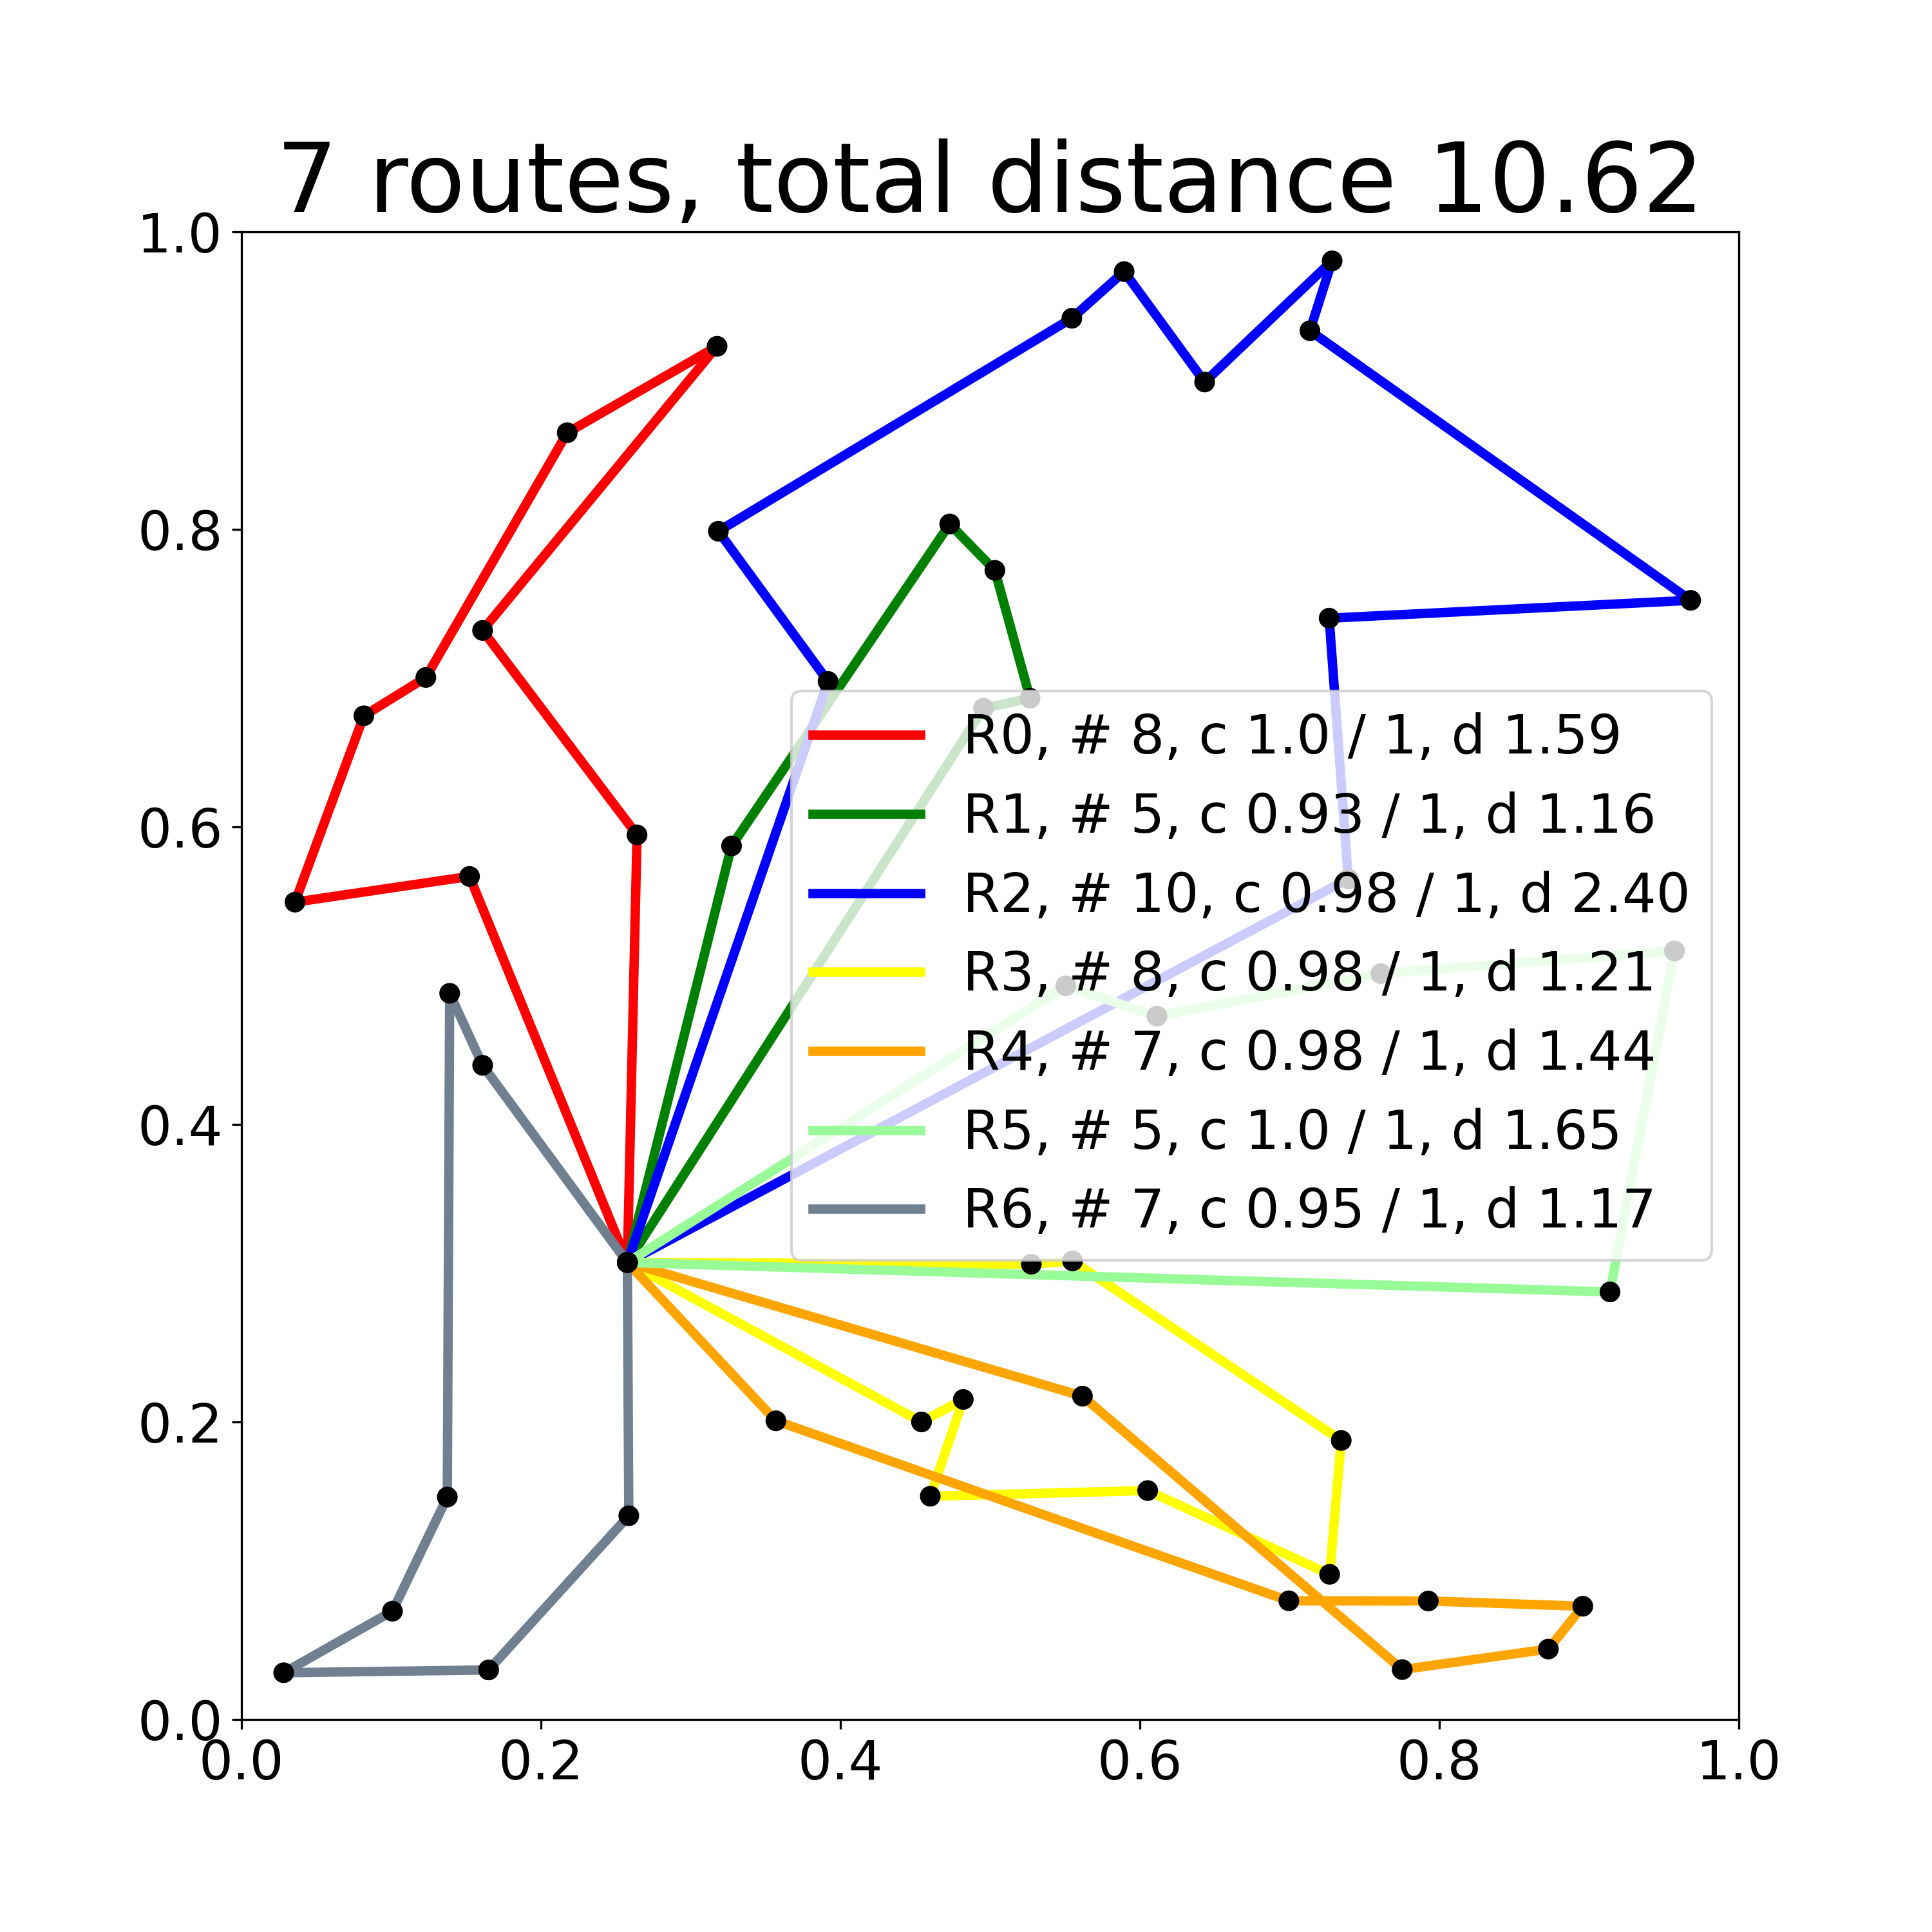 7 routes, total distance 10.62
1.0
0.8
0.6
0.4
0.2
0.0
0.0 0.2 0.4 0.6 0.8 1.0
R0, # 8, c 1.0 / 1, d 1.59
R1, # 5, c 0.93 / 1, d 1.16
R2, # 10, c 0.98 / 1, d 2.40
R3, # 8, c 0.98 / 1, d 1.21
R4, # 7, c 0.98 / 1, d 1.44
R5, # 5, c 1.0 / 1, d 1.65
R6, # 7, c 0.95 / 1, d 1.17